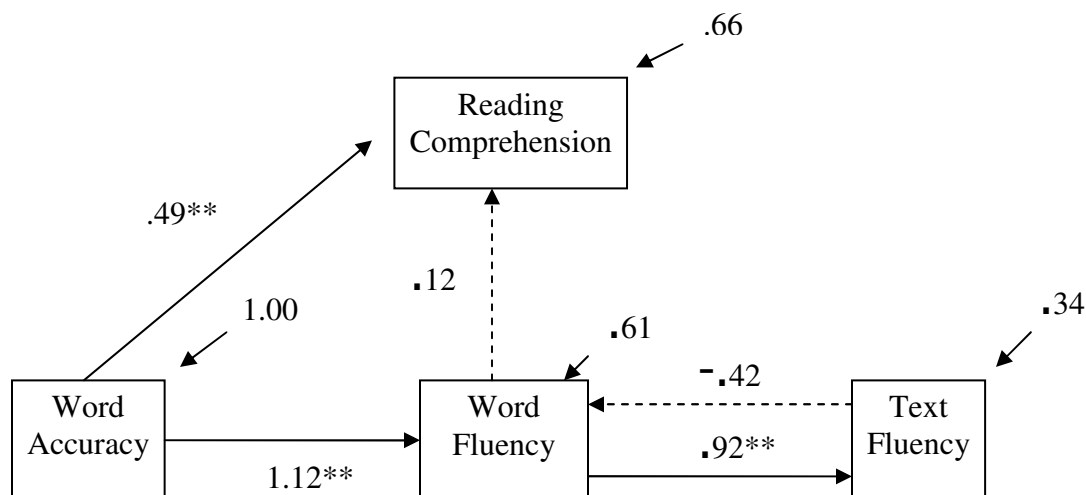 .66
Reading
Comprehension
.49**
.12
1.00
.61
.34
-.42
Word
Accuracy
Word
Fluency
Text
Fluency
.92**
1.12**